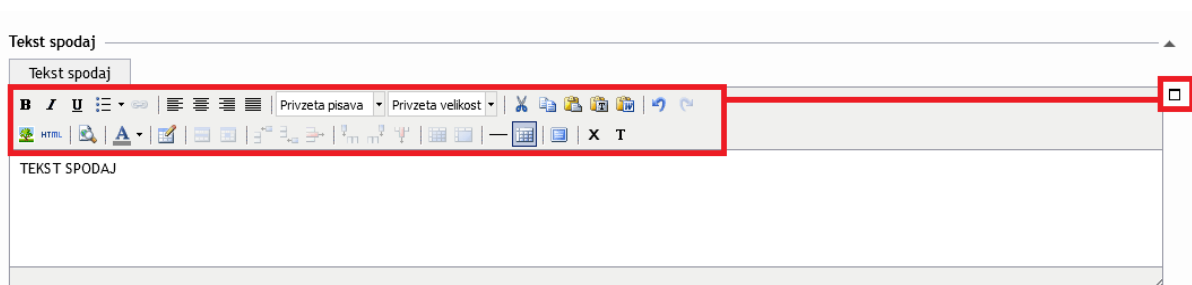 Tekst spodaj
Tekst spodaj
B I U Privzeta pisava Privzeta velikost
HTML A X T
TEKST SPODAJ